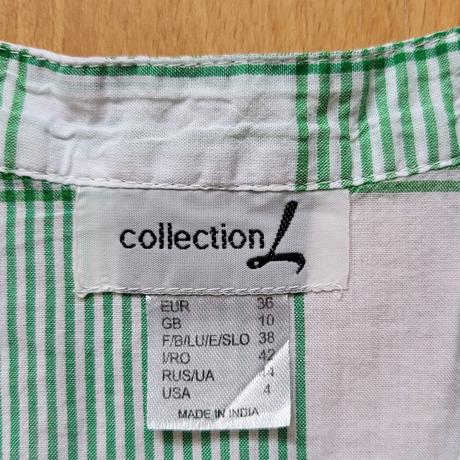 collection L
EUR 36
GB 10
F/B/LU/E/SLO 38
I/RO 42
RUS/UA 44
USA 4
MADE IN INDIA